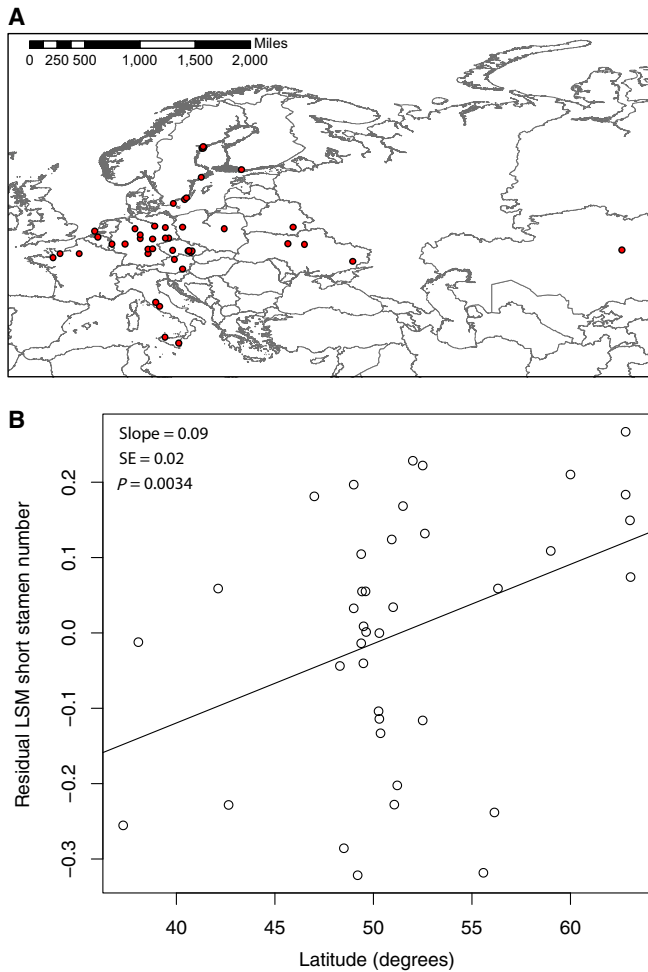 A
Miles
0 250 500 1,000 1,500 2,000
B
Slope = 0.09
SE = 0.02
P = 0.0034
Residual LSM short stamen number
0.2
0.1
0.0
−0.1
−0.2
−0.3
40 45 50 55 60
Latitude (degrees)